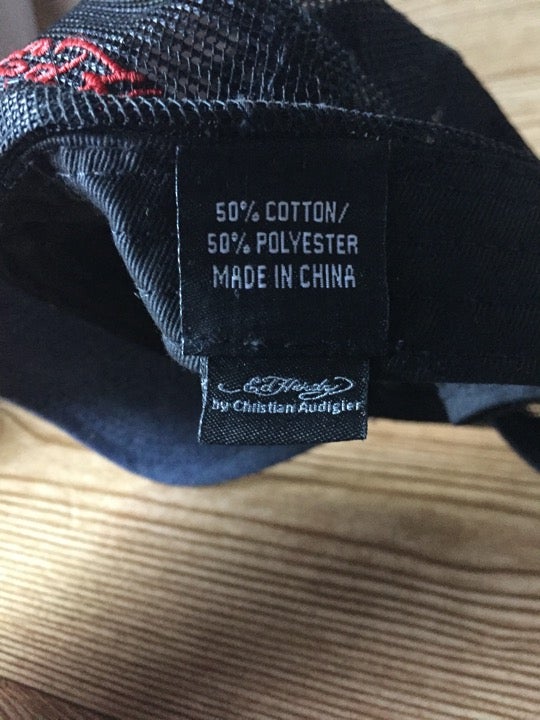 50% COTTON/
50% POLYESTER
MADE IN CHINA
Ed Hardy
by Christian Audigier